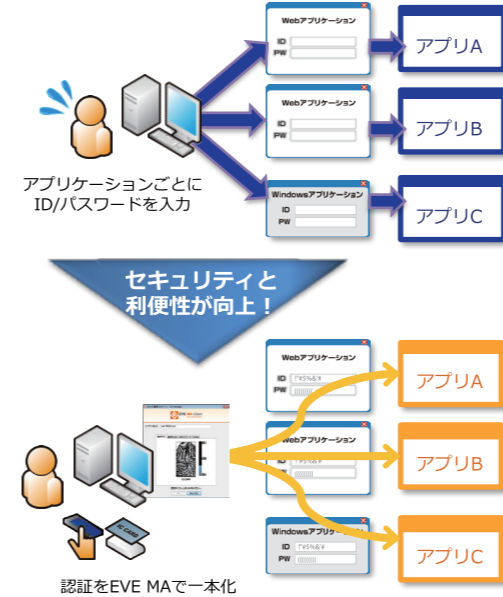 Webアプリケーション
ID
PW
アプリA
Webアプリケーション
ID
PW
アプリB
アプリケーションごとに
ID/パスワードを入力
Windowsアプリケーション
ID
PW
アプリC
セキュリティと
利便性が向上！
Webアプリケーション
ID
PW
アプリA
EVE MA
Webアプリケーション
ID
アプリB
IC CARD
Windowsアプリケーション
ID
PW
アプリC
認証をEVE MAで一本化